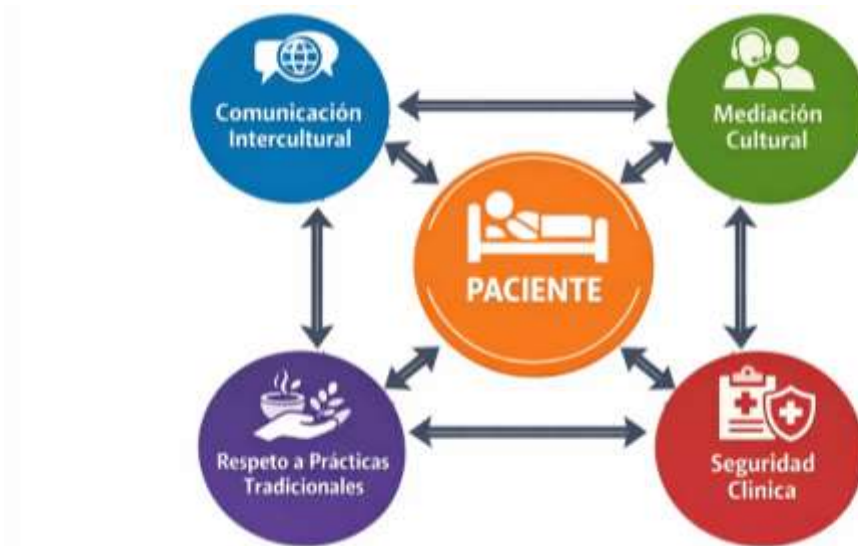 Comunicación
Intercultural
Mediación
Cultural
PACIENTE
Respeto a Prácticas
Tradicionales
Seguridad
Clínica